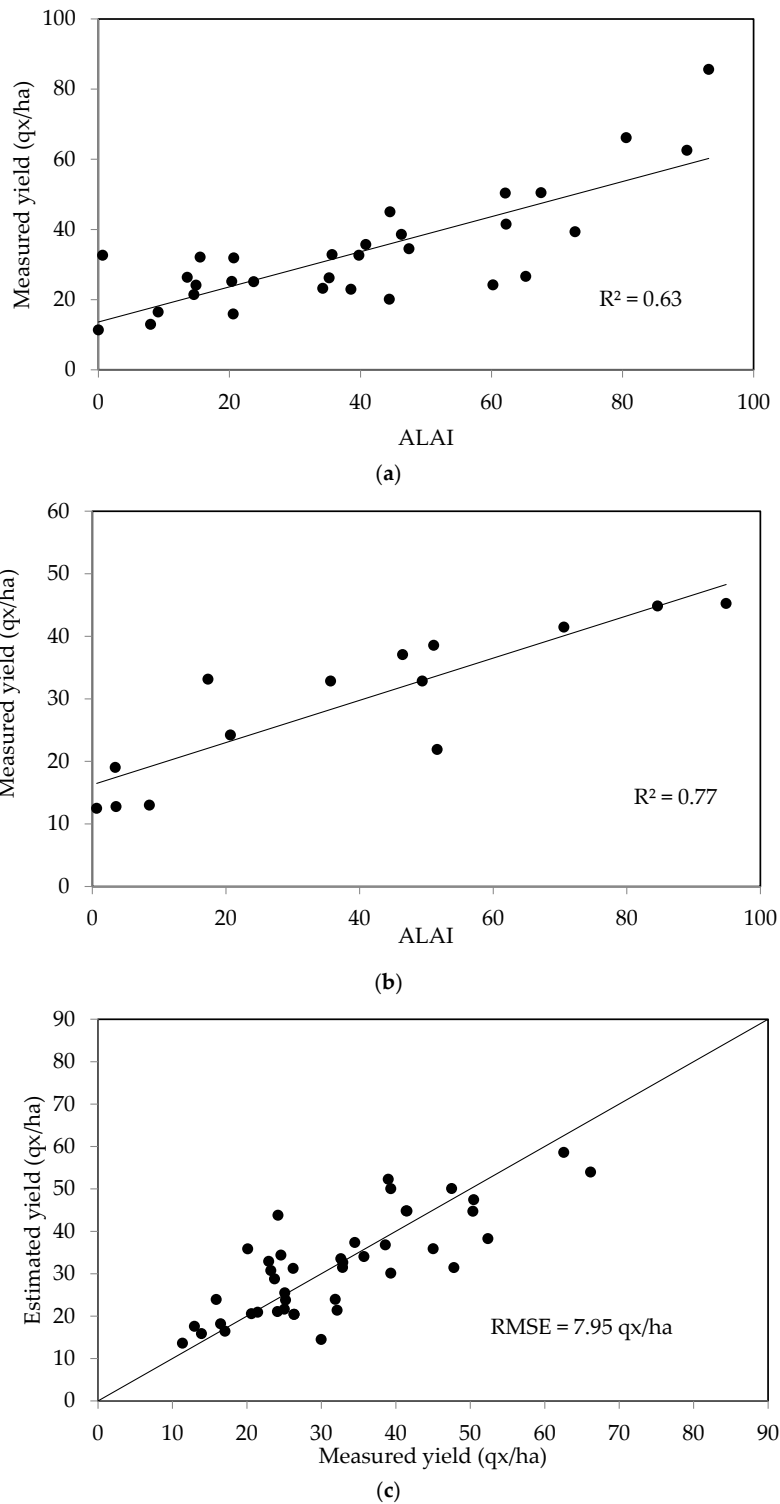 100
80
60
40
20
0
Measured yield (qx/ha)
R² = 0.63
0 20 40 60 80 100
ALAI
(a)
60
50
40
30
20
10
0
Measured yield (qx/ha)
R² = 0.77
0 20 40 60 80 100
ALAI
(b)
90
80
70
60
50
40
30
20
10
0
Estimated yield (qx/ha)
RMSE = 7.95 qx/ha
0 10 20 30 40 50 60 70 80 90
Measured yield (qx/ha)
(c)